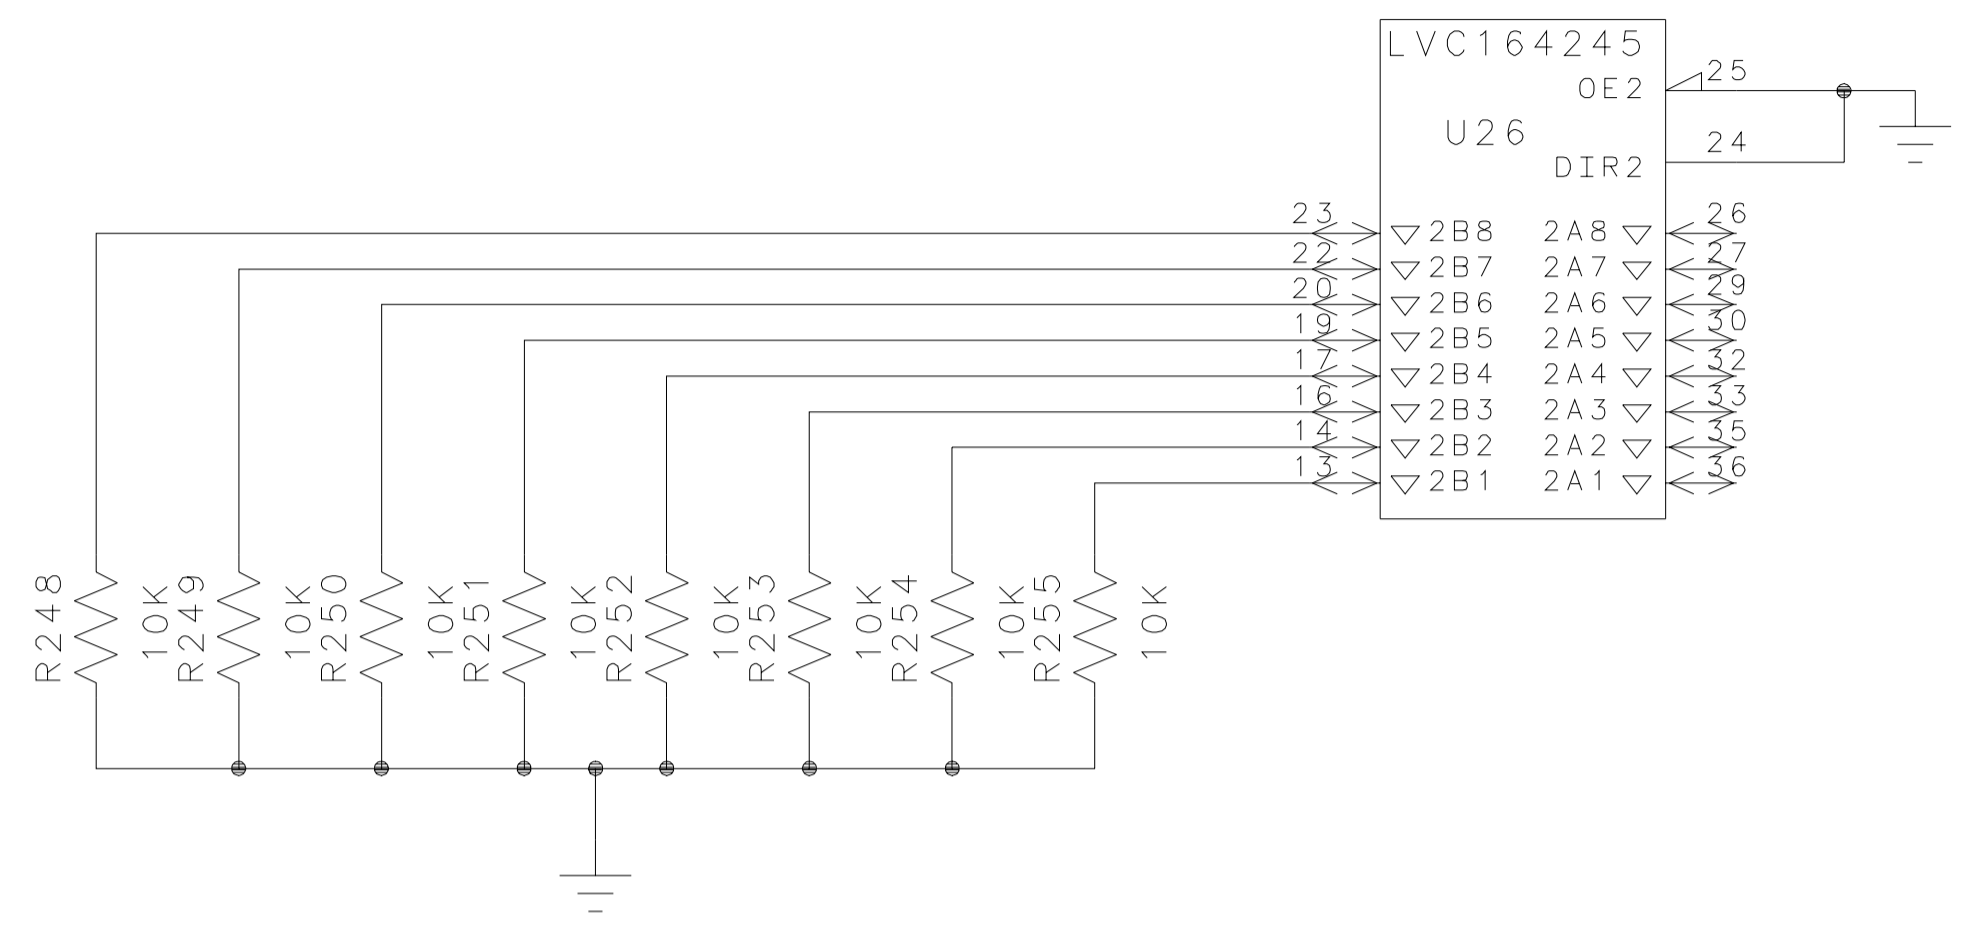 LVC164245
OE2 25
U26
DIR2 24
23 2B8 2A8 26
22 2B7 2A7 27
20 2B6 2A6 29
19 2B5 2A5 30
17 2B4 2A4 32
16 2B3 2A3 33
14 2B2 2A2 35
13 2B1 2A1 36
R248
10K
R249
10K
R250
10K
R251
10K
R252
10K
R253
10K
R254
10K
R255
10K